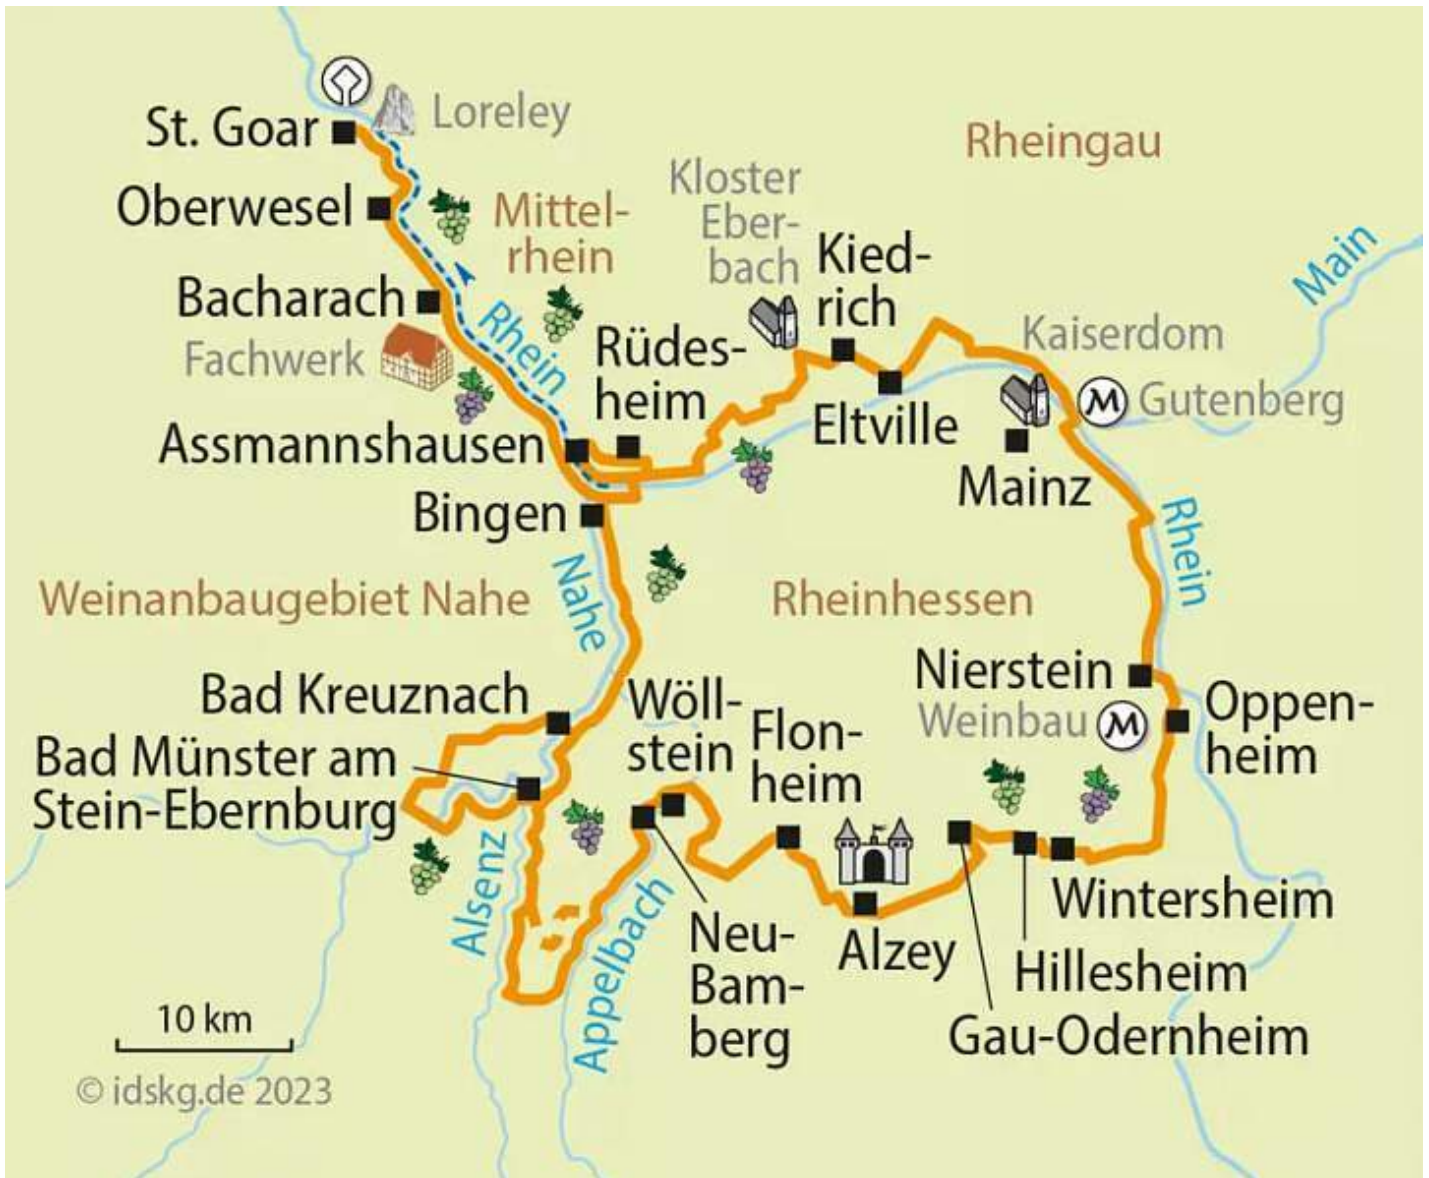 St. Goar
Loreley
Rheingau
Oberwesel
Mittel-
rhein
Kloster
Eber-
bach
Kied-
rich
Main
Bacharach
Fachwerk
Rhein
Rüdes-
heim
Kaiserdom
M Gutenberg
Eltville
Assmannshausen
Mainz
Bingen
Rhein
Nahe
Weinanbaugebiet Nahe
Rheinhessen
Bad Kreuznach
Wöll-
stein
Flon-
heim
Nierstein
Weinbau M
Oppen-
heim
Bad Münster am
Stein-Ebernburg
Alsenz
Appelbach
Neu-
Bam-
berg
Alzey
Wintersheim
Hillesheim
Gau-Odernheim
10 km
© idskg.de 2023